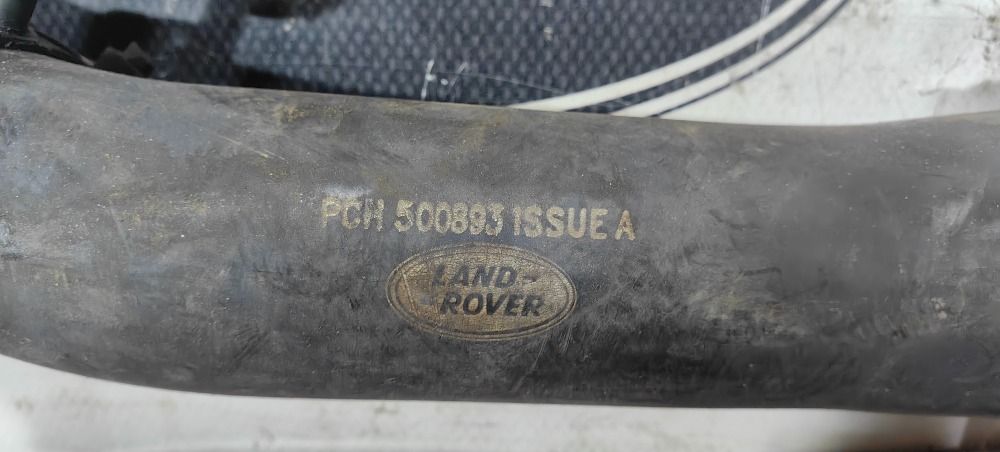 PCH 500893 ISSUE A
LAND-
-ROVER